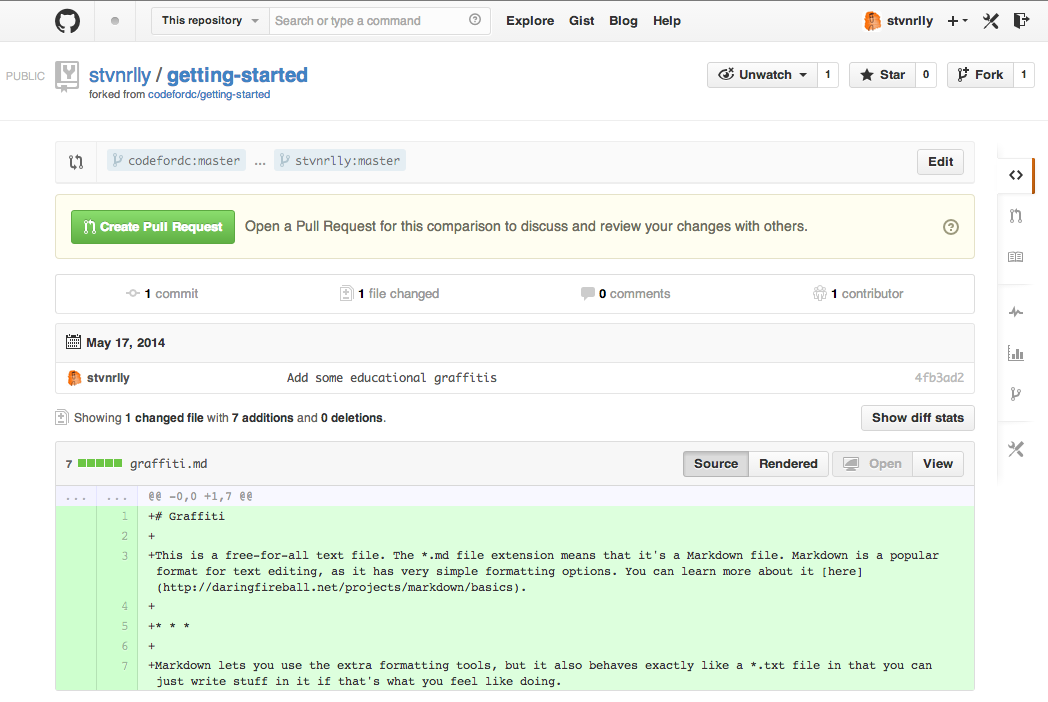 This repository Search or type a command Explore Gist Blog Help stvnrlly
PUBLIC stvnrlly / getting-started Unwatch 1 Star 0 Fork 1
forked from codefordc/getting-started
codefordc:master ... stvnrlly:master Edit
Create Pull Request Open a Pull Request for this comparison to discuss and review your changes with others.
1 commit 1 file changed 0 comments 1 contributor
May 17, 2014
stvnrlly Add some educational graffitis 4fb3ad2
Showing 1 changed file with 7 additions and 0 deletions. Show diff stats
7 graffiti.md Source Rendered Open View
... ... @@ -0,0 +1,7 @@
1 +# Graffiti
2 +
3 +This is a free-for-all text file. The *.md file extension means that it's a Markdown file. Markdown is a popular
format for text editing, as it has very simple formatting options. You can learn more about it [here]
(http://daringfireball.net/projects/markdown/basics).
4 +
5 +* * *
6 +
7 +Markdown lets you use the extra formatting tools, but it also behaves exactly like a *.txt file in that you can
just write stuff in it if that's what you feel like doing.